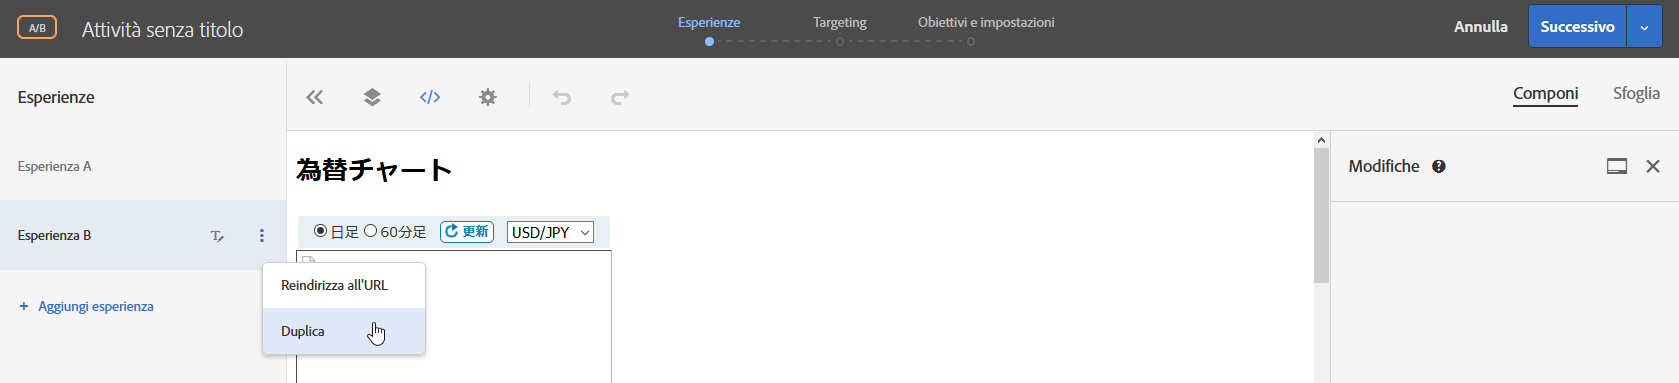 A/B
Attività senza titolo
Esperienze
Targeting
Obiettivi e impostazioni
Annulla
Successivo
Esperienze
Componi
Sfoglia
Esperienza A
為替チャート
Modifiche
Esperienza B
日足 60分足 更新 USD/JPY
Reindirizza all'URL
Aggiungi esperienza
Duplica